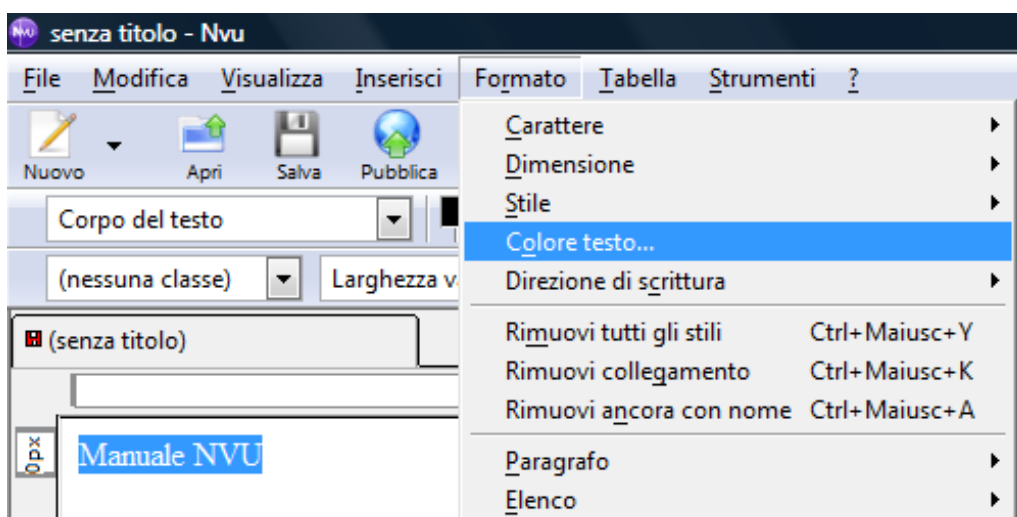 senza titolo - Nvu
File Modifica Visualizza Inserisci Formato Tabella Strumenti ?
Nuovo Apri Salva Pubblica
Corpo del testo
(nessuna classe) Larghezza v
(senza titolo)
0px
Manuale NVU
Carattere
Dimensione
Stile
Colore testo...
Direzione di scrittura
Rimuovi tutti gli stili Ctrl+Maiusc+Y
Rimuovi collegamento Ctrl+Maiusc+K
Rimuovi ancora con nome Ctrl+Maiusc+A
Paragrafo
Elenco